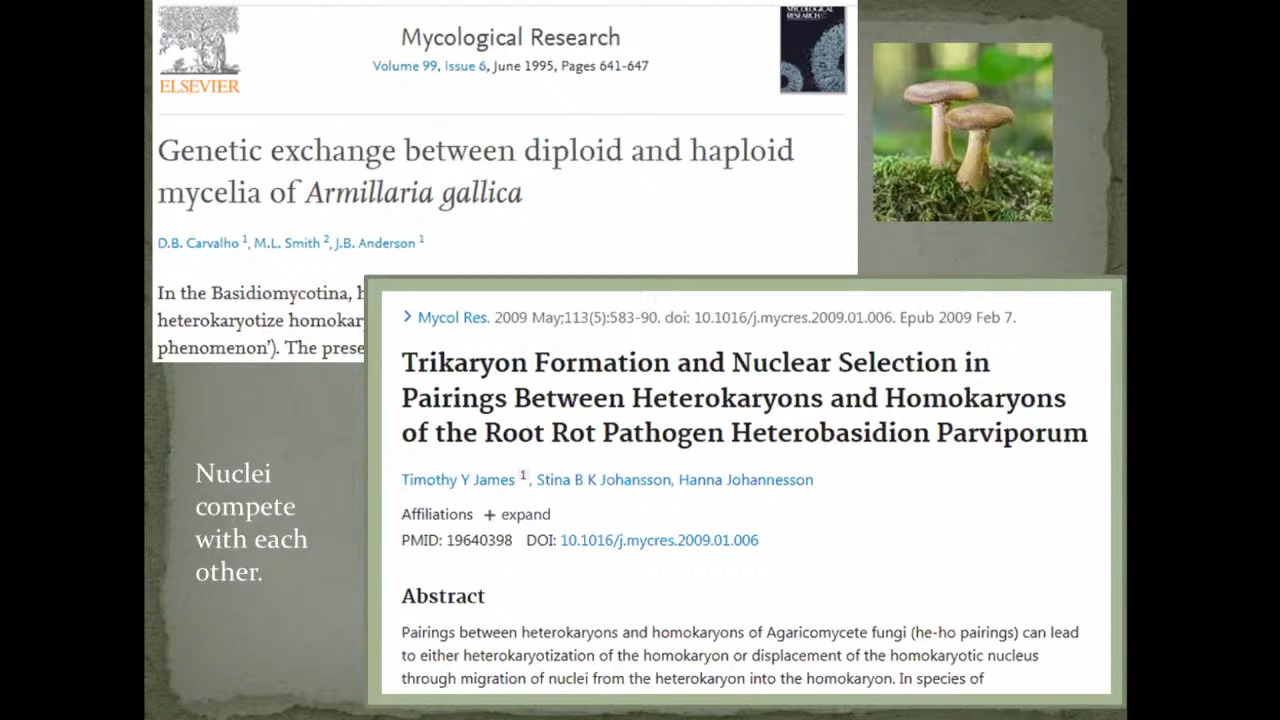 ELSEVIER
Mycological Research
Volume 99, Issue 6, June 1995, Pages 641-647
MYCOLOGICAL
RESEARCH
Genetic exchange between diploid and haploid
mycelia of Armillaria gallica
D.B. Carvalho 1, M.L. Smith 2, J.B. Anderson 1
In the Basidiomycotina, h
heterokaryotize homokar
phenomenon'). The prese
> Mycol Res. 2009 May;113(5):583-90. doi: 10.1016/j.mycres.2009.01.006. Epub 2009 Feb 7.
Trikaryon Formation and Nuclear Selection in
Pairings Between Heterokaryons and Homokaryons
of the Root Rot Pathogen Heterobasidion Parviporum
Timothy Y James 1, Stina B K Johansson, Hanna Johannesson
Affiliations + expand
PMID: 19640398 DOI: 10.1016/j.mycres.2009.01.006
Abstract
Pairings between heterokaryons and homokaryons of Agaricomycete fungi (he-ho pairings) can lead
to either heterokaryotization of the homokaryon or displacement of the homokaryotic nucleus
through migration of nuclei from the heterokaryon into the homokaryon. In species of
Nuclei
compete
with each
other.